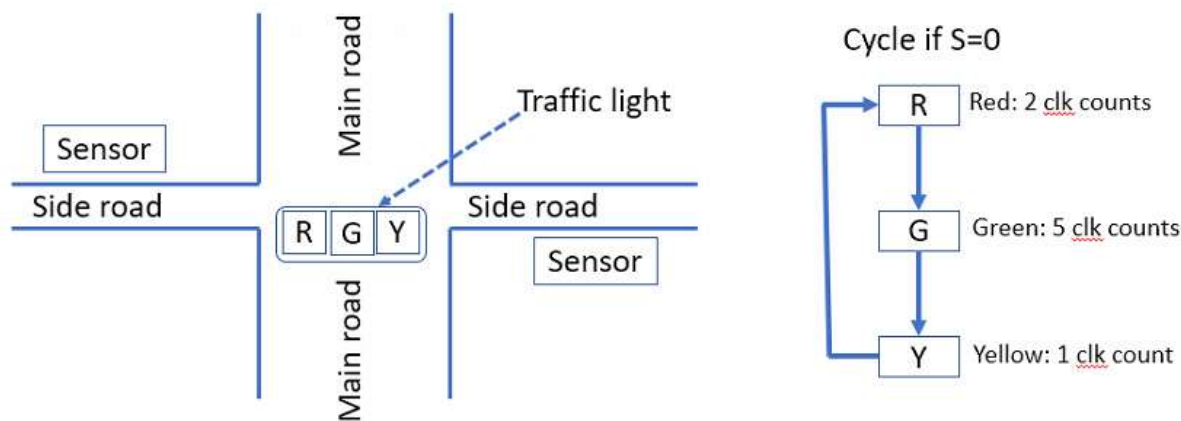 Main road
Traffic light
Sensor
Side road
R G Y
Side road
Sensor
Main road
Cycle if S=0
R
Red: 2 clk counts
G
Green: 5 clk counts
Y
Yellow: 1 clk count